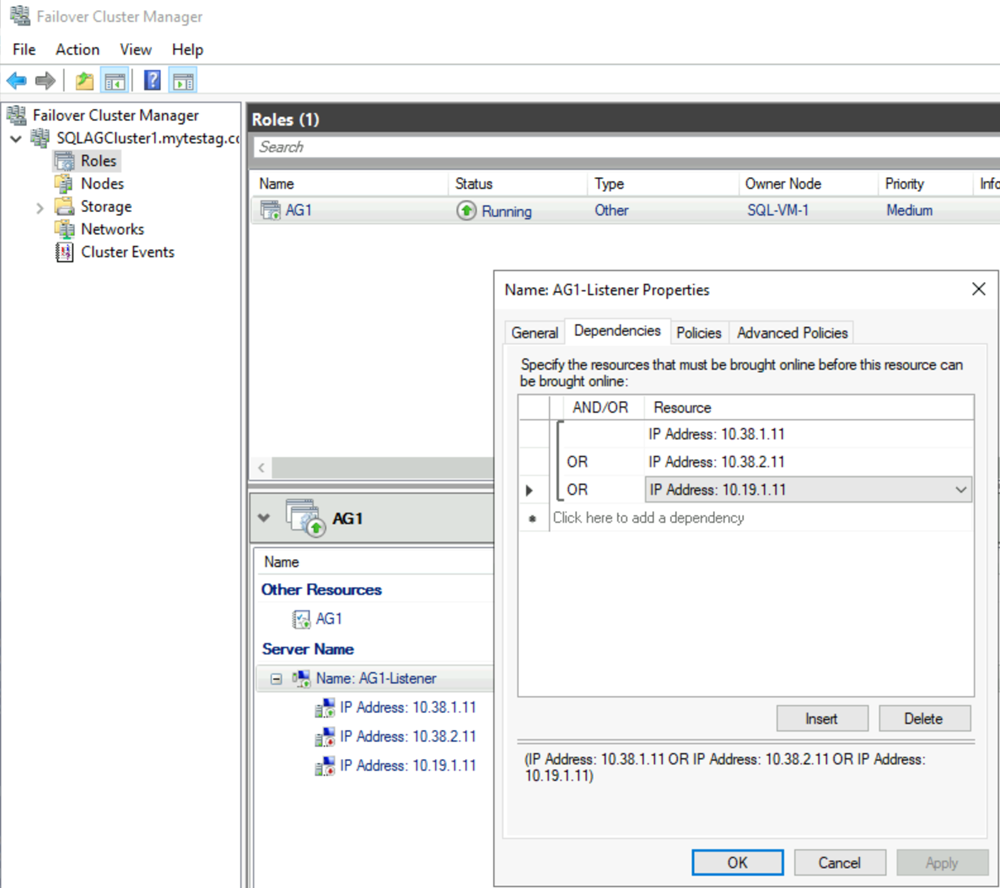 Failover Cluster Manager
File Action View Help
Failover Cluster Manager
SQLAGCluster1.mytestag.cc
Roles
Nodes
Storage
Networks
Cluster Events
Roles (1)
Search
Name Status Type Owner Node Priority Info
AG1 Running Other SQL-VM-1 Medium
AG1
Name
Other Resources
AG1
Server Name
Name: AG1-Listener
IP Address: 10.38.1.11
IP Address: 10.38.2.11
IP Address: 10.19.1.11
Name: AG1-Listener Properties
General Dependencies Policies Advanced Policies
Specify the resources that must be brought online before this resource can
be brought online:
AND/OR Resource
IP Address: 10.38.1.11
OR IP Address: 10.38.2.11
OR IP Address: 10.19.1.11
Click here to add a dependency
Insert Delete
(IP Address: 10.38.1.11 OR IP Address: 10.38.2.11 OR IP Address:
10.19.1.11)
OK Cancel Apply